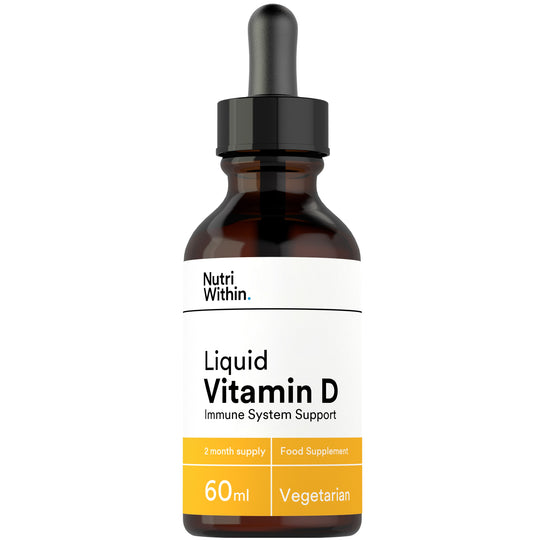 Nutri
Within.
Liquid
Vitamin D
Immune System Support
2 month supply
Food Supplement
60ml
Vegetarian